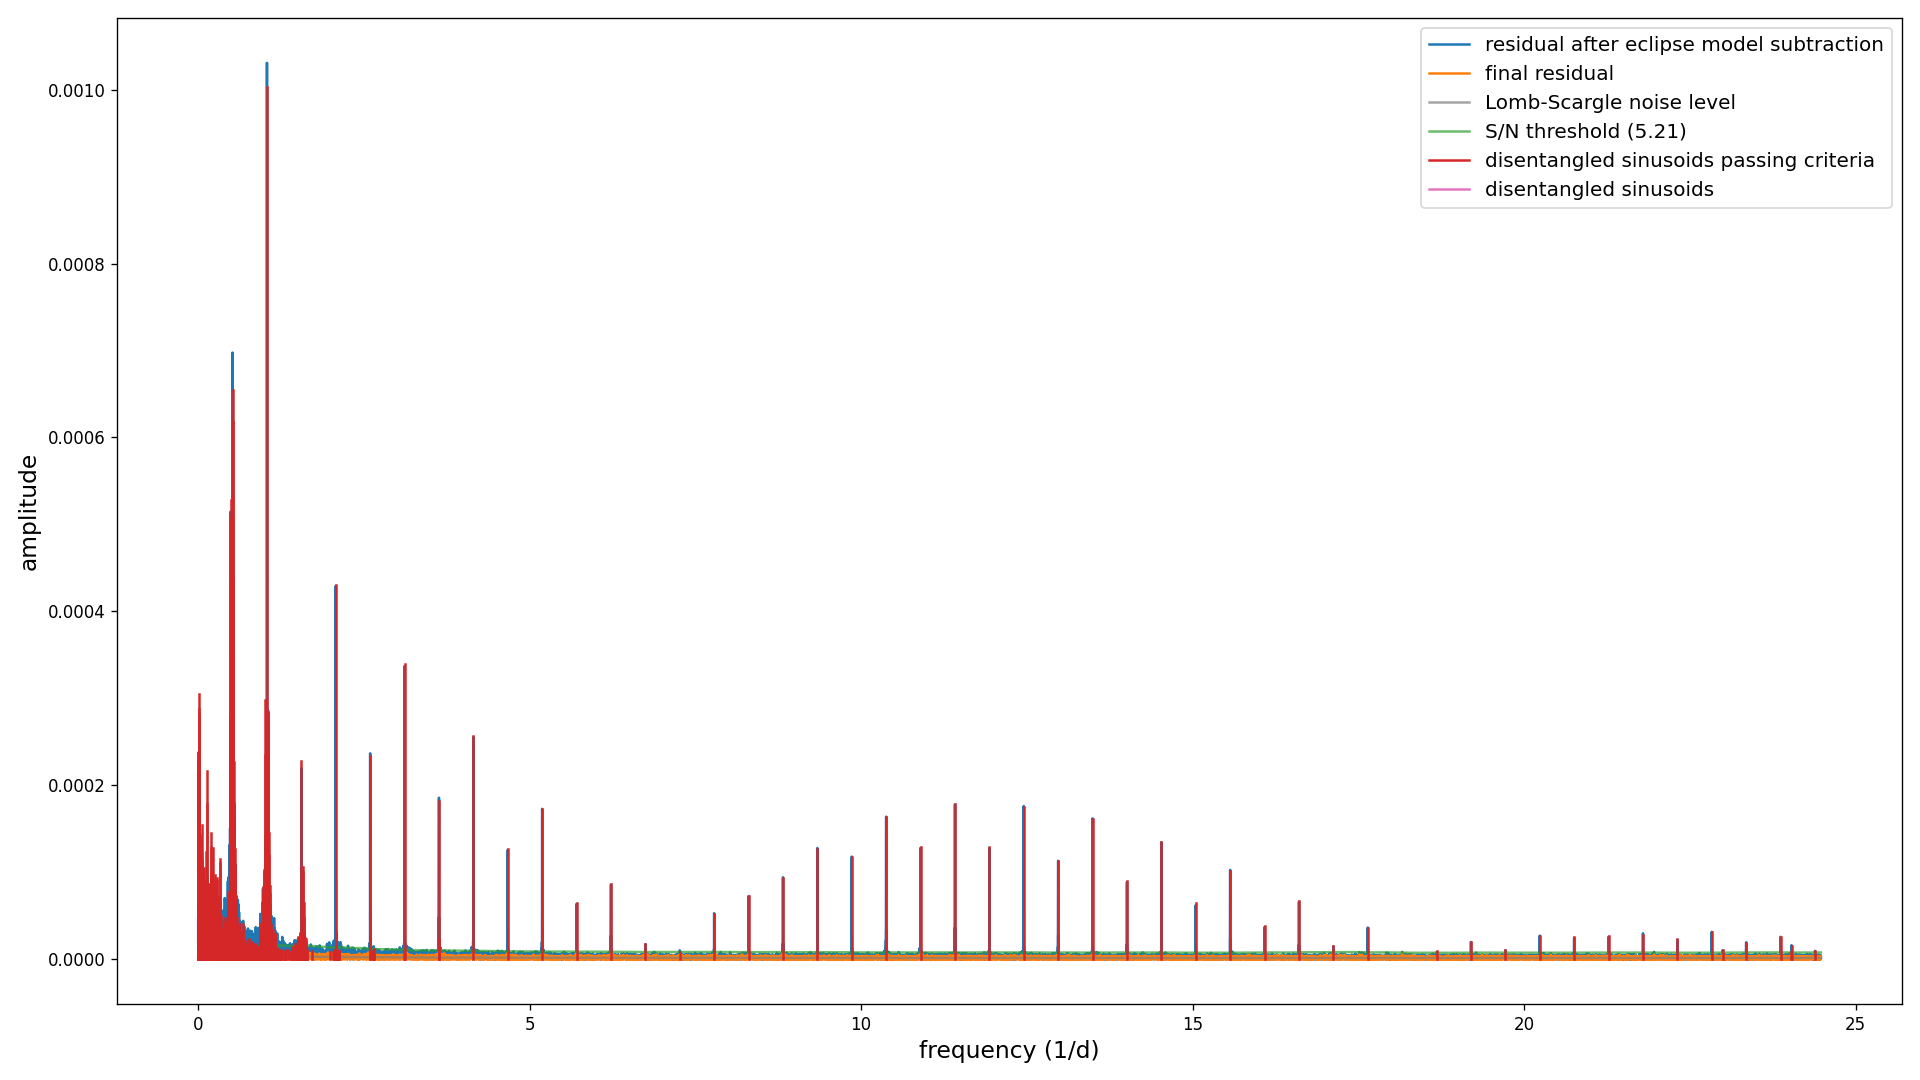 residual after eclipse model subtraction
final residual
Lomb-Scargle noise level
S/N threshold (5.21)
disentangled sinusoids passing criteria
disentangled sinusoids
amplitude
0.0010
0.0008
0.0006
0.0004
0.0002
0.0000
0 5 10 15 20 25
frequency (1/d)